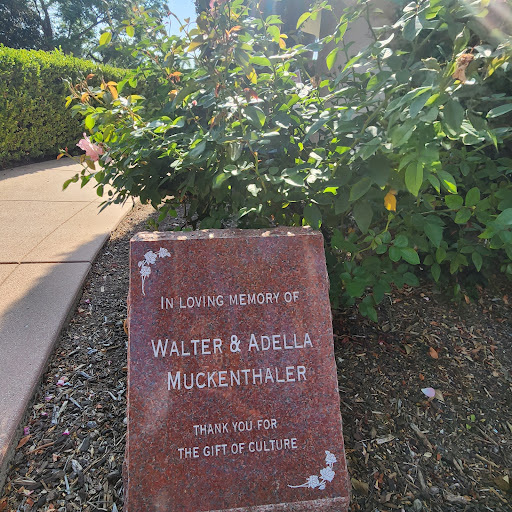 In loving memory of
Walter & Adella
Muckenthaler
thank you for
the gift of culture